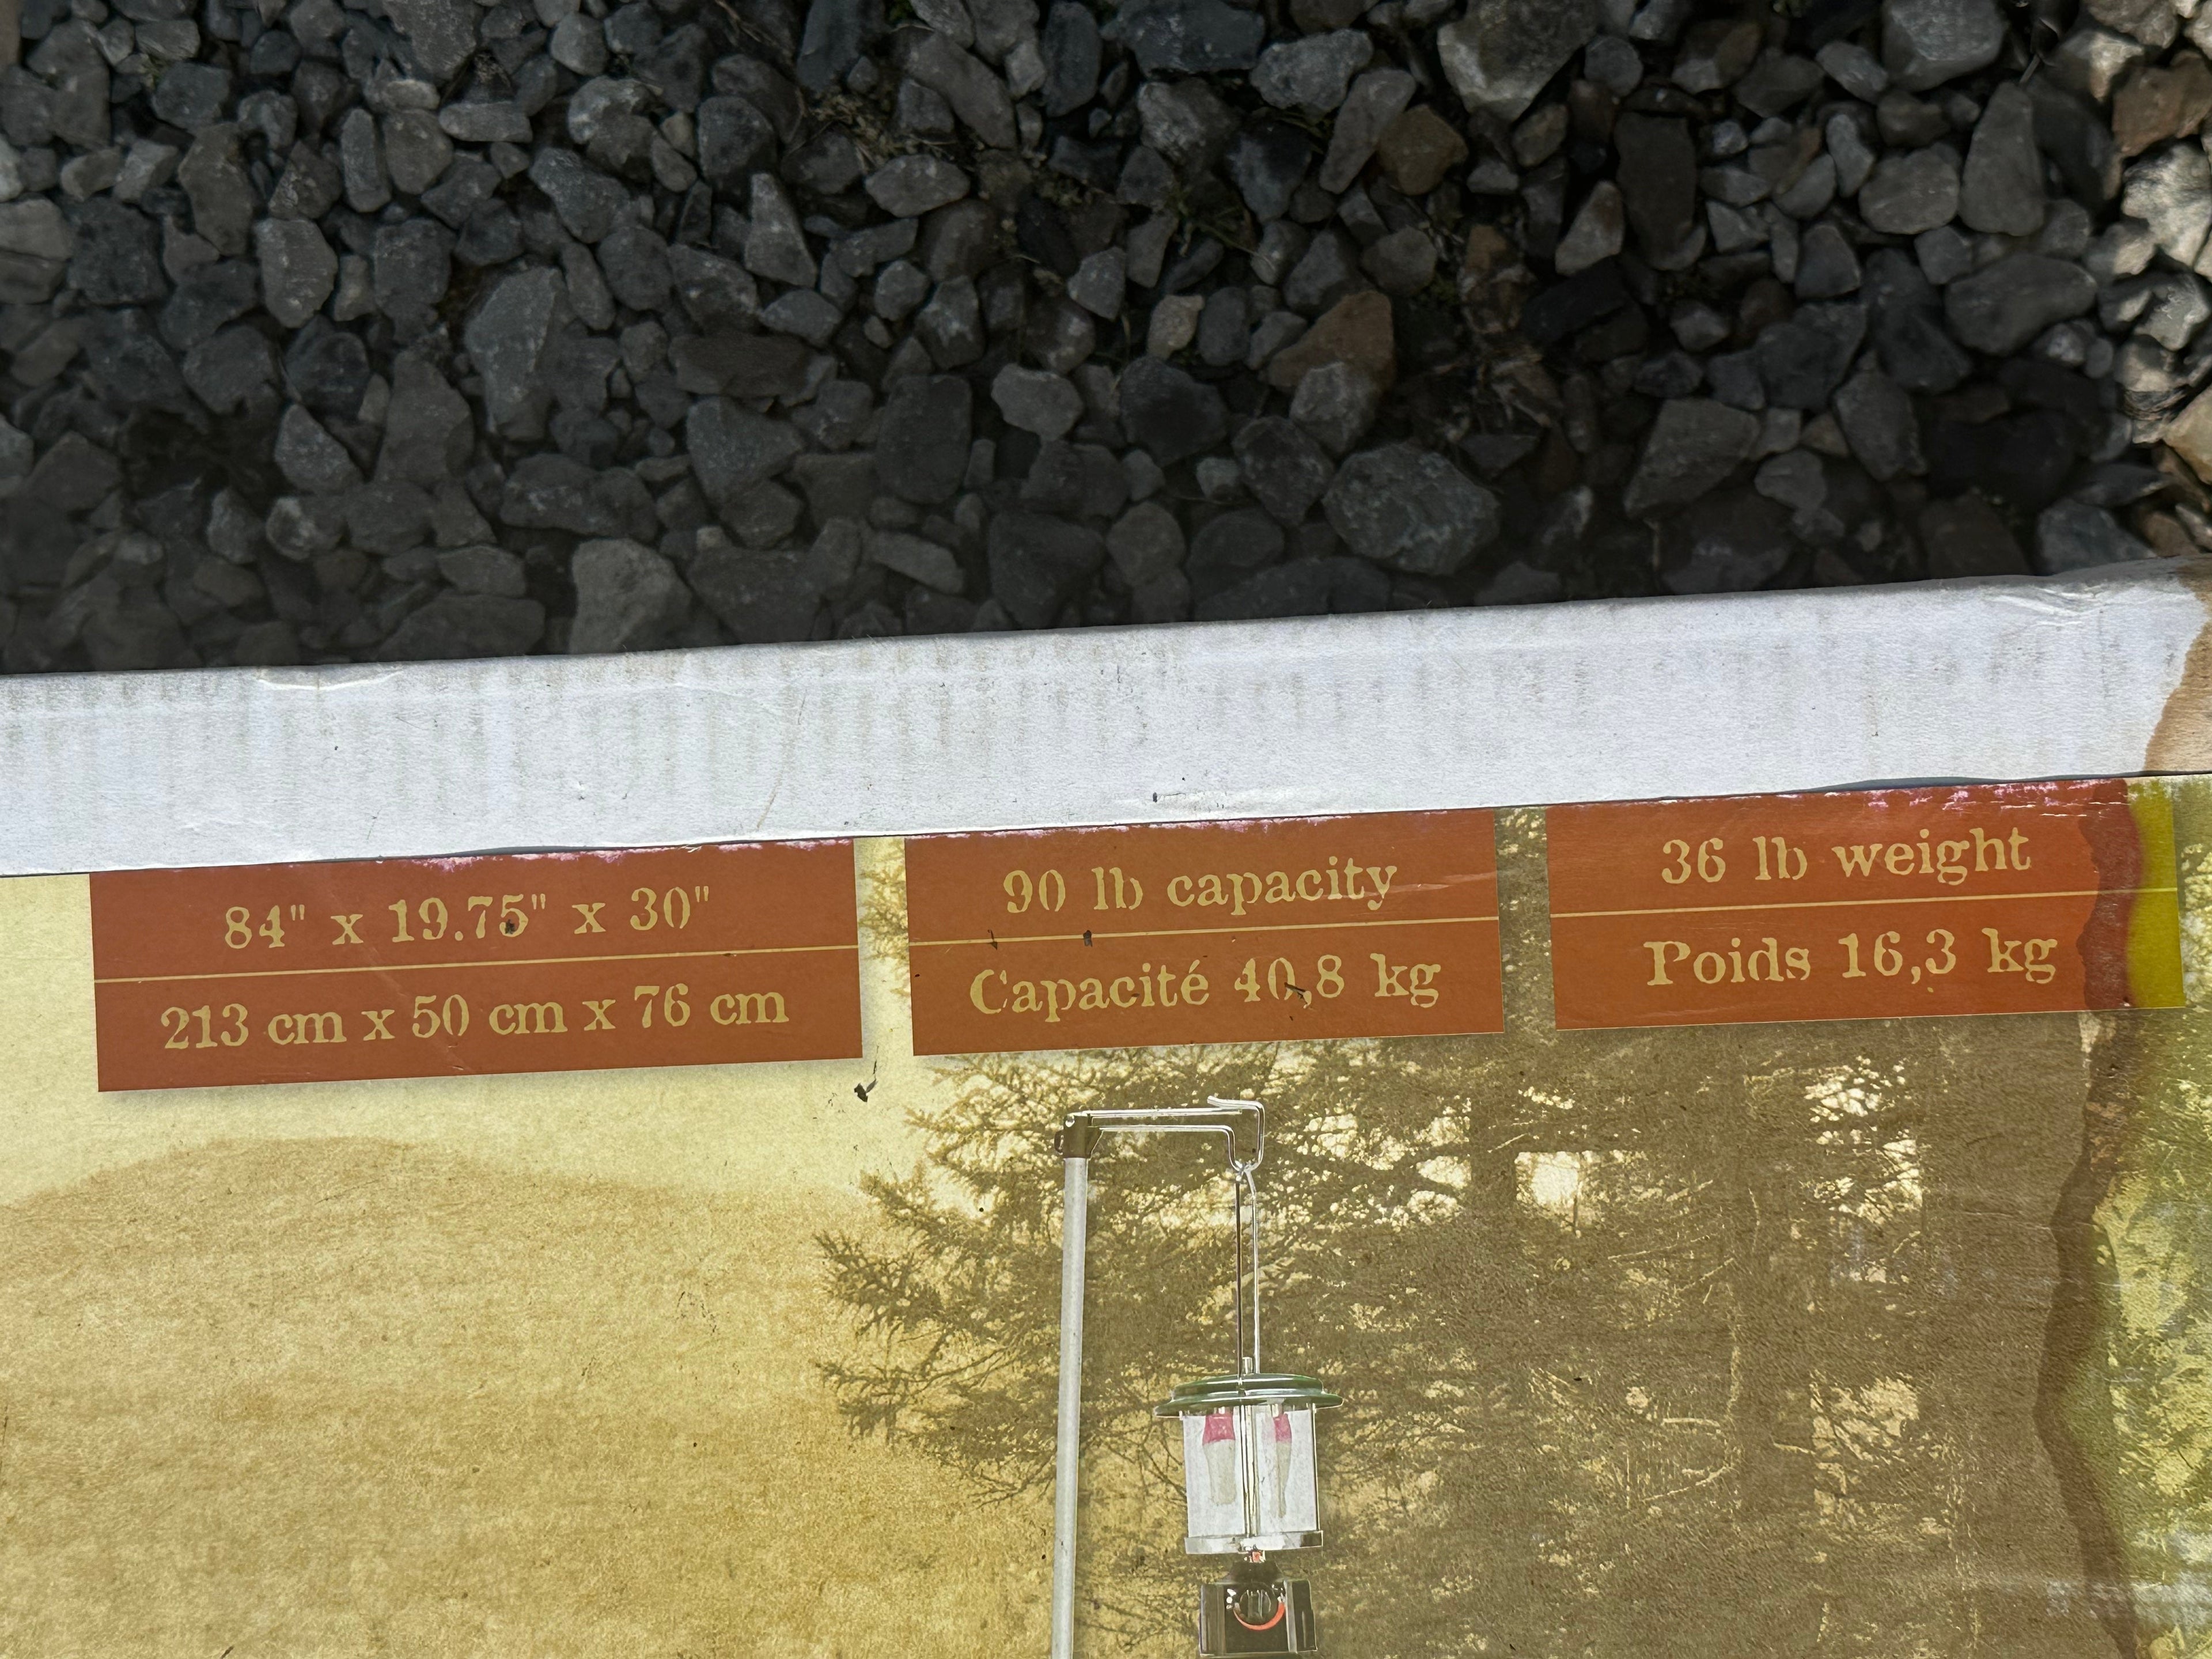 84" x 19.75" x 30"
213 cm x 50 cm x 76 cm
90 lb capacity
Capacité 40,8 kg
36 lb weight
Poids 16,3 kg